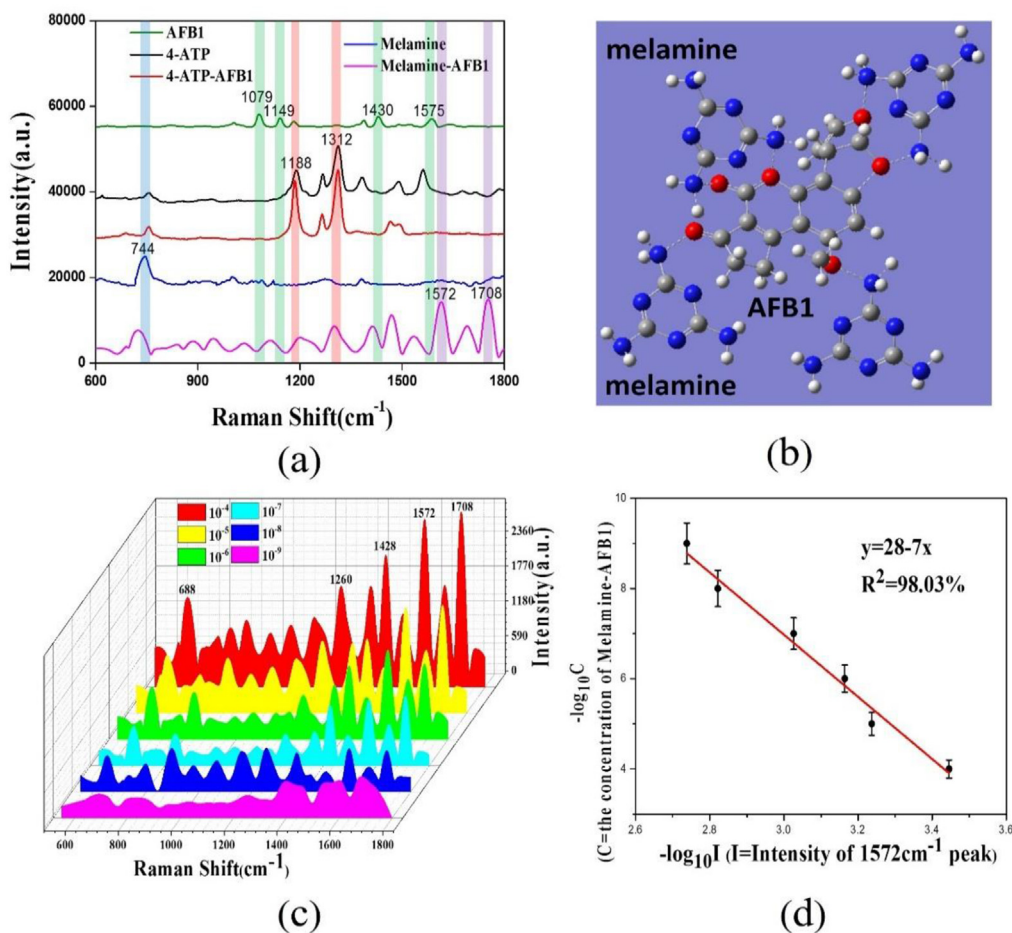 80000
60000
40000
20000
0
Intensity(a.u.)
AFB1
4-ATP
4-ATP-AFB1
Melamine
Melamine-AFB1
1079
1149
1430
1575
1188
1312
744
1572
1708
600 900 1200 1500 1800
Raman Shift(cm⁻¹)
(a)
melamine
AFB1
melamine
(b)
10⁻⁴
10⁻⁵
10⁻⁶
10⁻⁷
10⁻⁸
10⁻⁹
688
1260
1428
1572
1708
2360
1770
1180
590
0
Intensity(a.u.)
600 800 1000 1200 1400 1600 1800
Raman Shift(cm⁻¹)
(c)
10
8
6
4
-log₁₀C
(C=the concentration of Melamine-AFB1)
y=28-7x
R²=98.03%
2.6 2.8 3.0 3.2 3.4 3.6
-log₁₀I (I=Intensity of 1572cm⁻¹ peak)
(d)